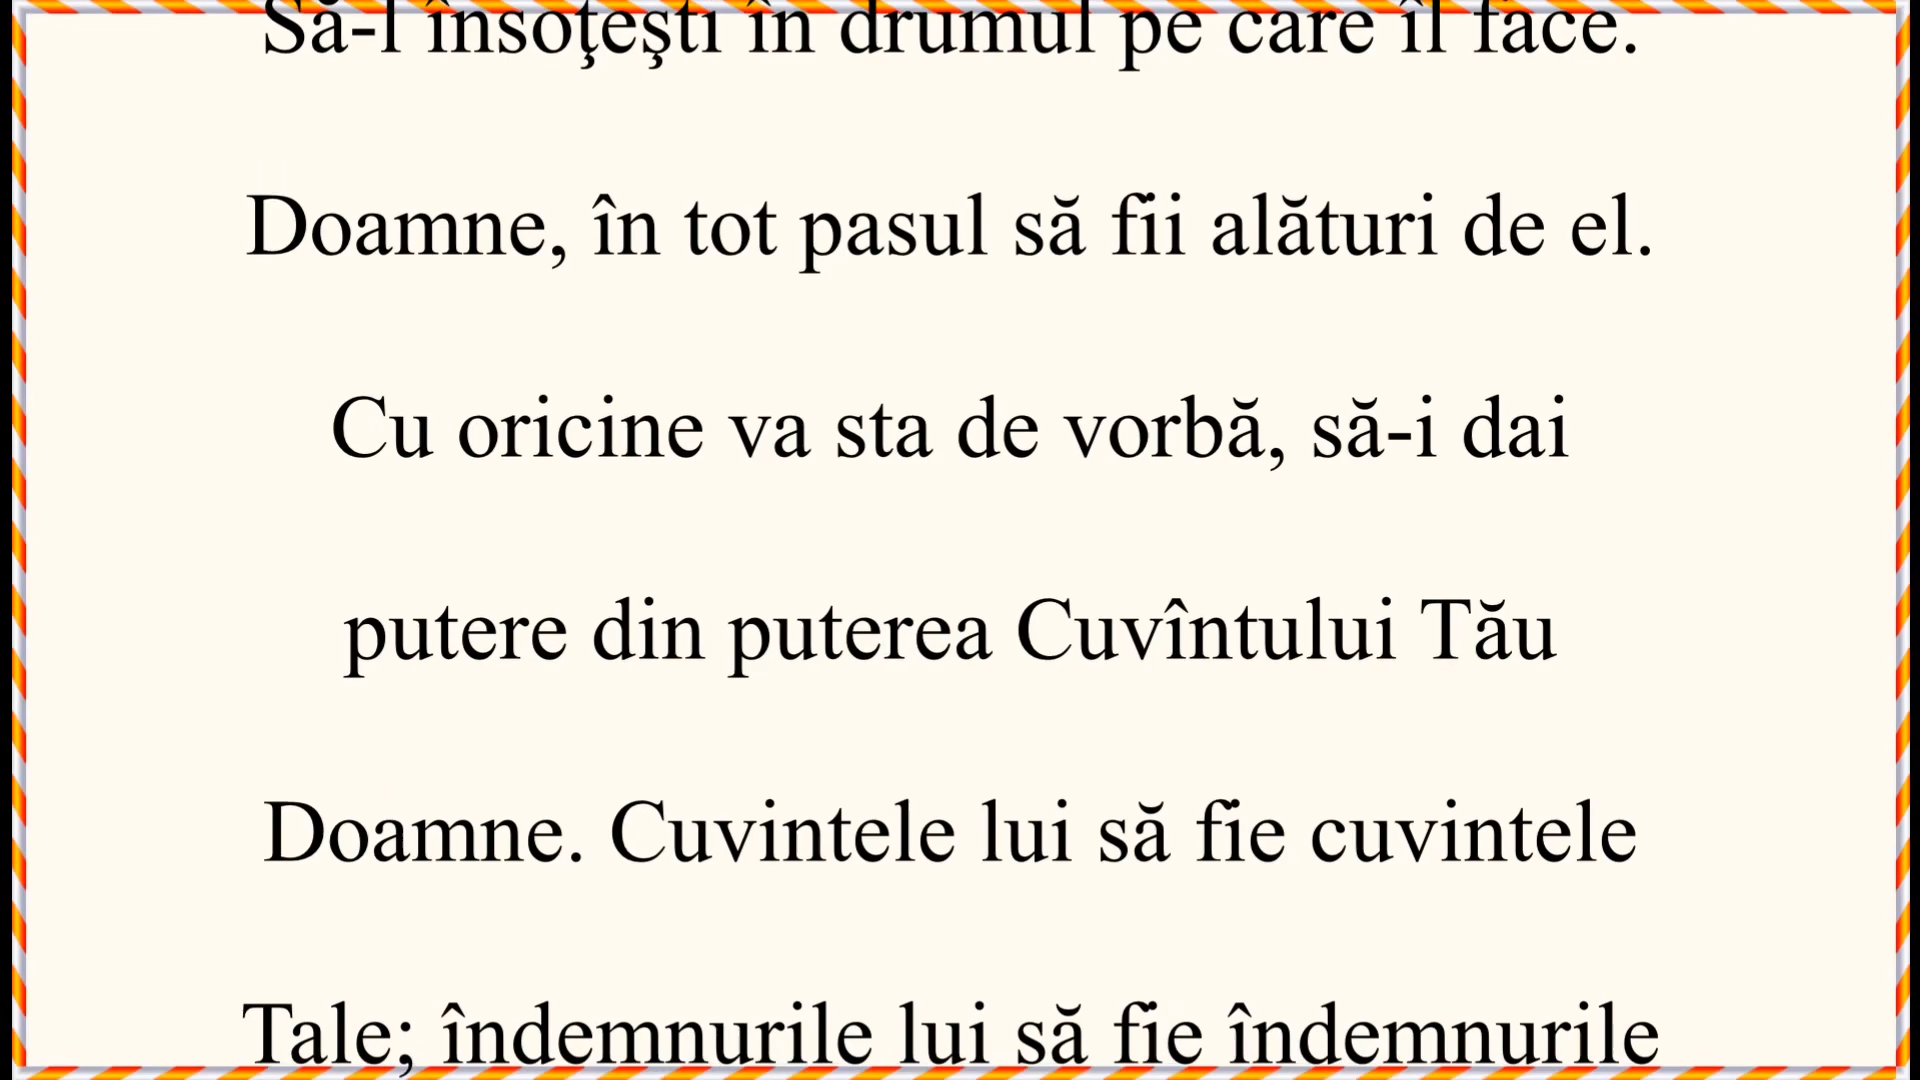 Să-l însoţeşti în drumul pe care îl face.
Doamne, în tot pasul să fii alături de el.
Cu oricine va sta de vorbă, să-i dai
putere din puterea Cuvîntului Tău
Doamne. Cuvintele lui să fie cuvintele
Tale; îndemnurile lui să fie îndemnurile